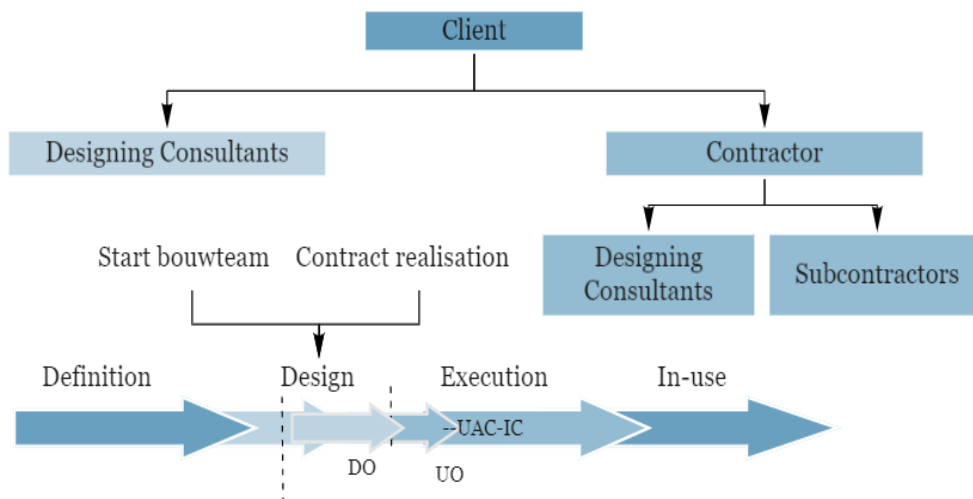 Client
Designing Consultants
Contractor
Designing
Consultants
Subcontractors
Start bouwteam
Contract realisation
Definition
Design
Execution
In-use
--UAC-IC
DO
UO